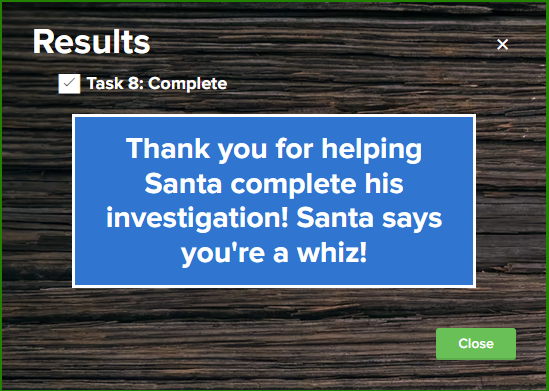 Results
×
Task 8: Complete
Thank you for helping
Santa complete his
investigation! Santa says
you're a whiz!
Close